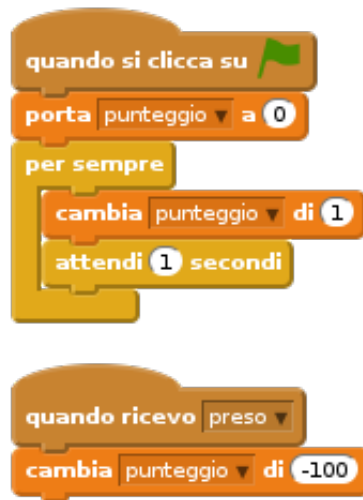 quando si clicca su
porta punteggio a 0
per sempre
cambia punteggio di 1
attendi 1 secondi
quando ricevo preso
cambia punteggio di -100